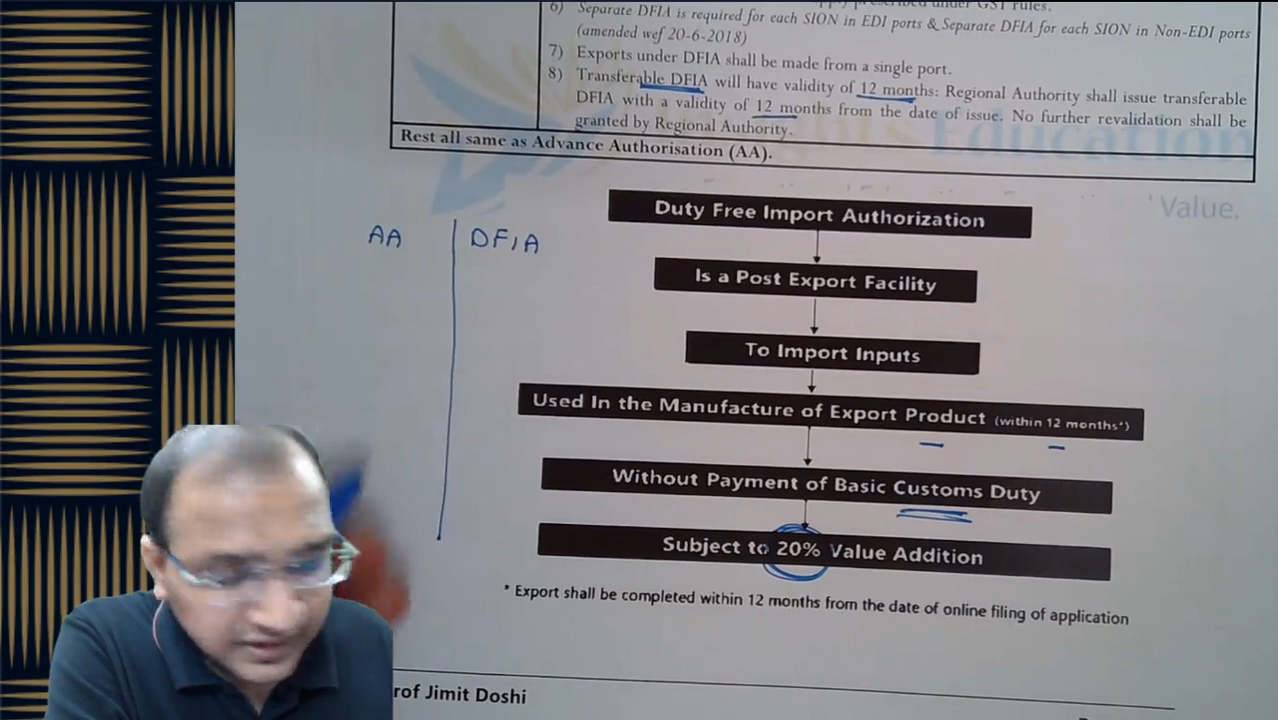 under GST rules.
6) Separate DFIA is required for each SION in EDI ports & Separate DFIA for each SION in Non-EDI ports
(amended wef 20-6-2018)
7) Exports under DFIA shall be made from a single port.
8) Transferable DFIA will have validity of 12 months: Regional Authority shall issue transferable
DFIA with a validity of 12 months from the date of issue. No further revalidation shall be
granted by Regional Authority.
Rest all same as Advance Authorisation (AA).
Education
Value.
AA DFIA
Duty Free Import Authorization
Is a Post Export Facility
To Import Inputs
Used In the Manufacture of Export Product (within 12 months*)
Without Payment of Basic Customs Duty
Subject to 20% Value Addition
* Export shall be completed within 12 months from the date of online filing of application
rof Jimit Doshi